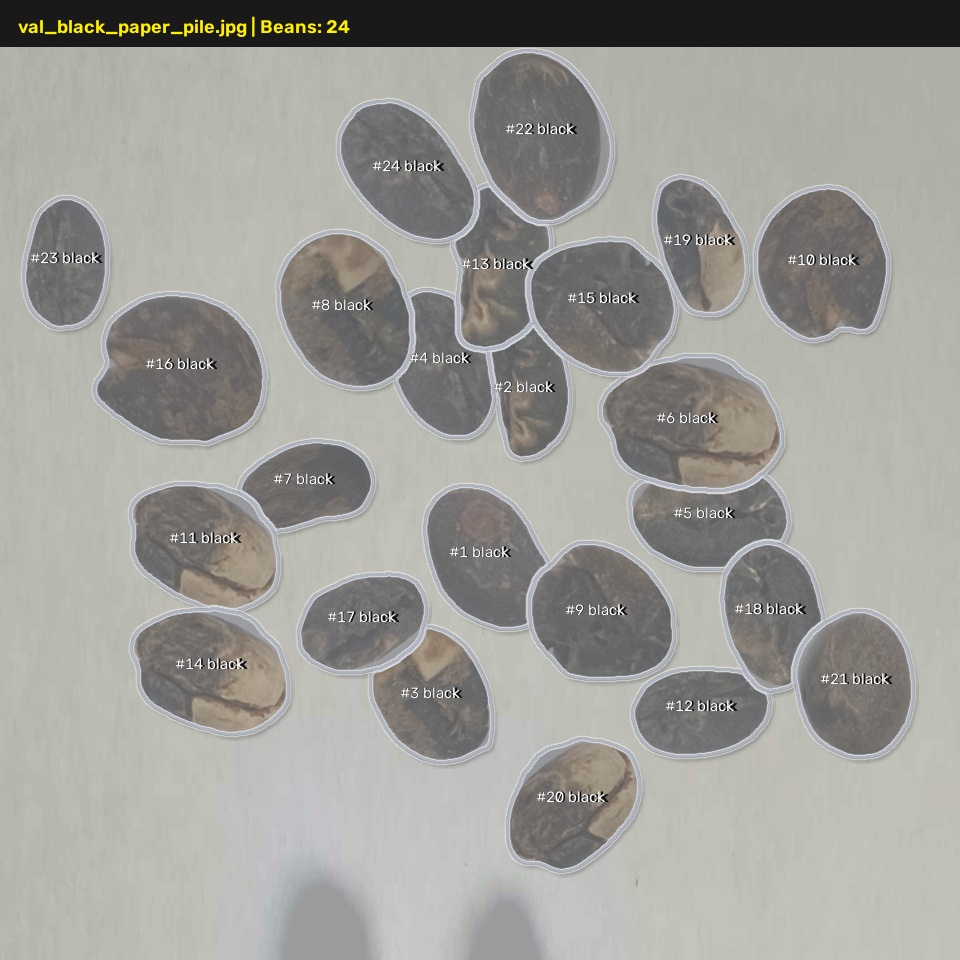 val_black_paper_pile.jpg | Beans: 24
#22 black
#24 black
#19 black
#23 black
#13 black
#10 black
#15 black
#8 black
#4 black
#16 black
#2 black
#6 black
#7 black
#5 black
#11 black
#1 black
#9 black
#18 black
#17 black
#14 black
#21 black
#3 black
#12 black
#20 black